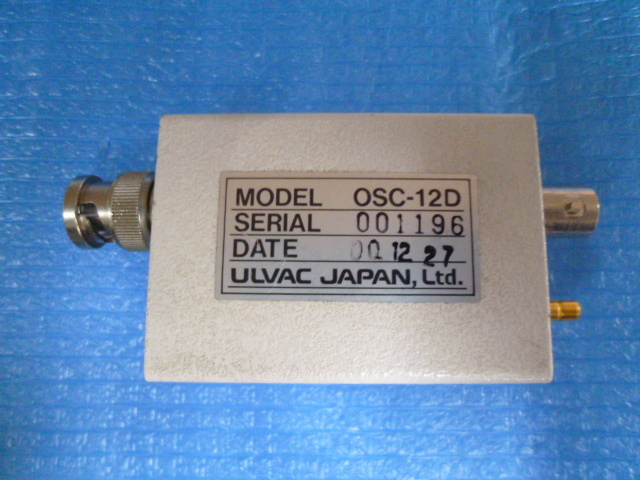 MODEL OSC-12D
SERIAL 001196
DATE 00 12 27
ULVAC JAPAN, Ltd.